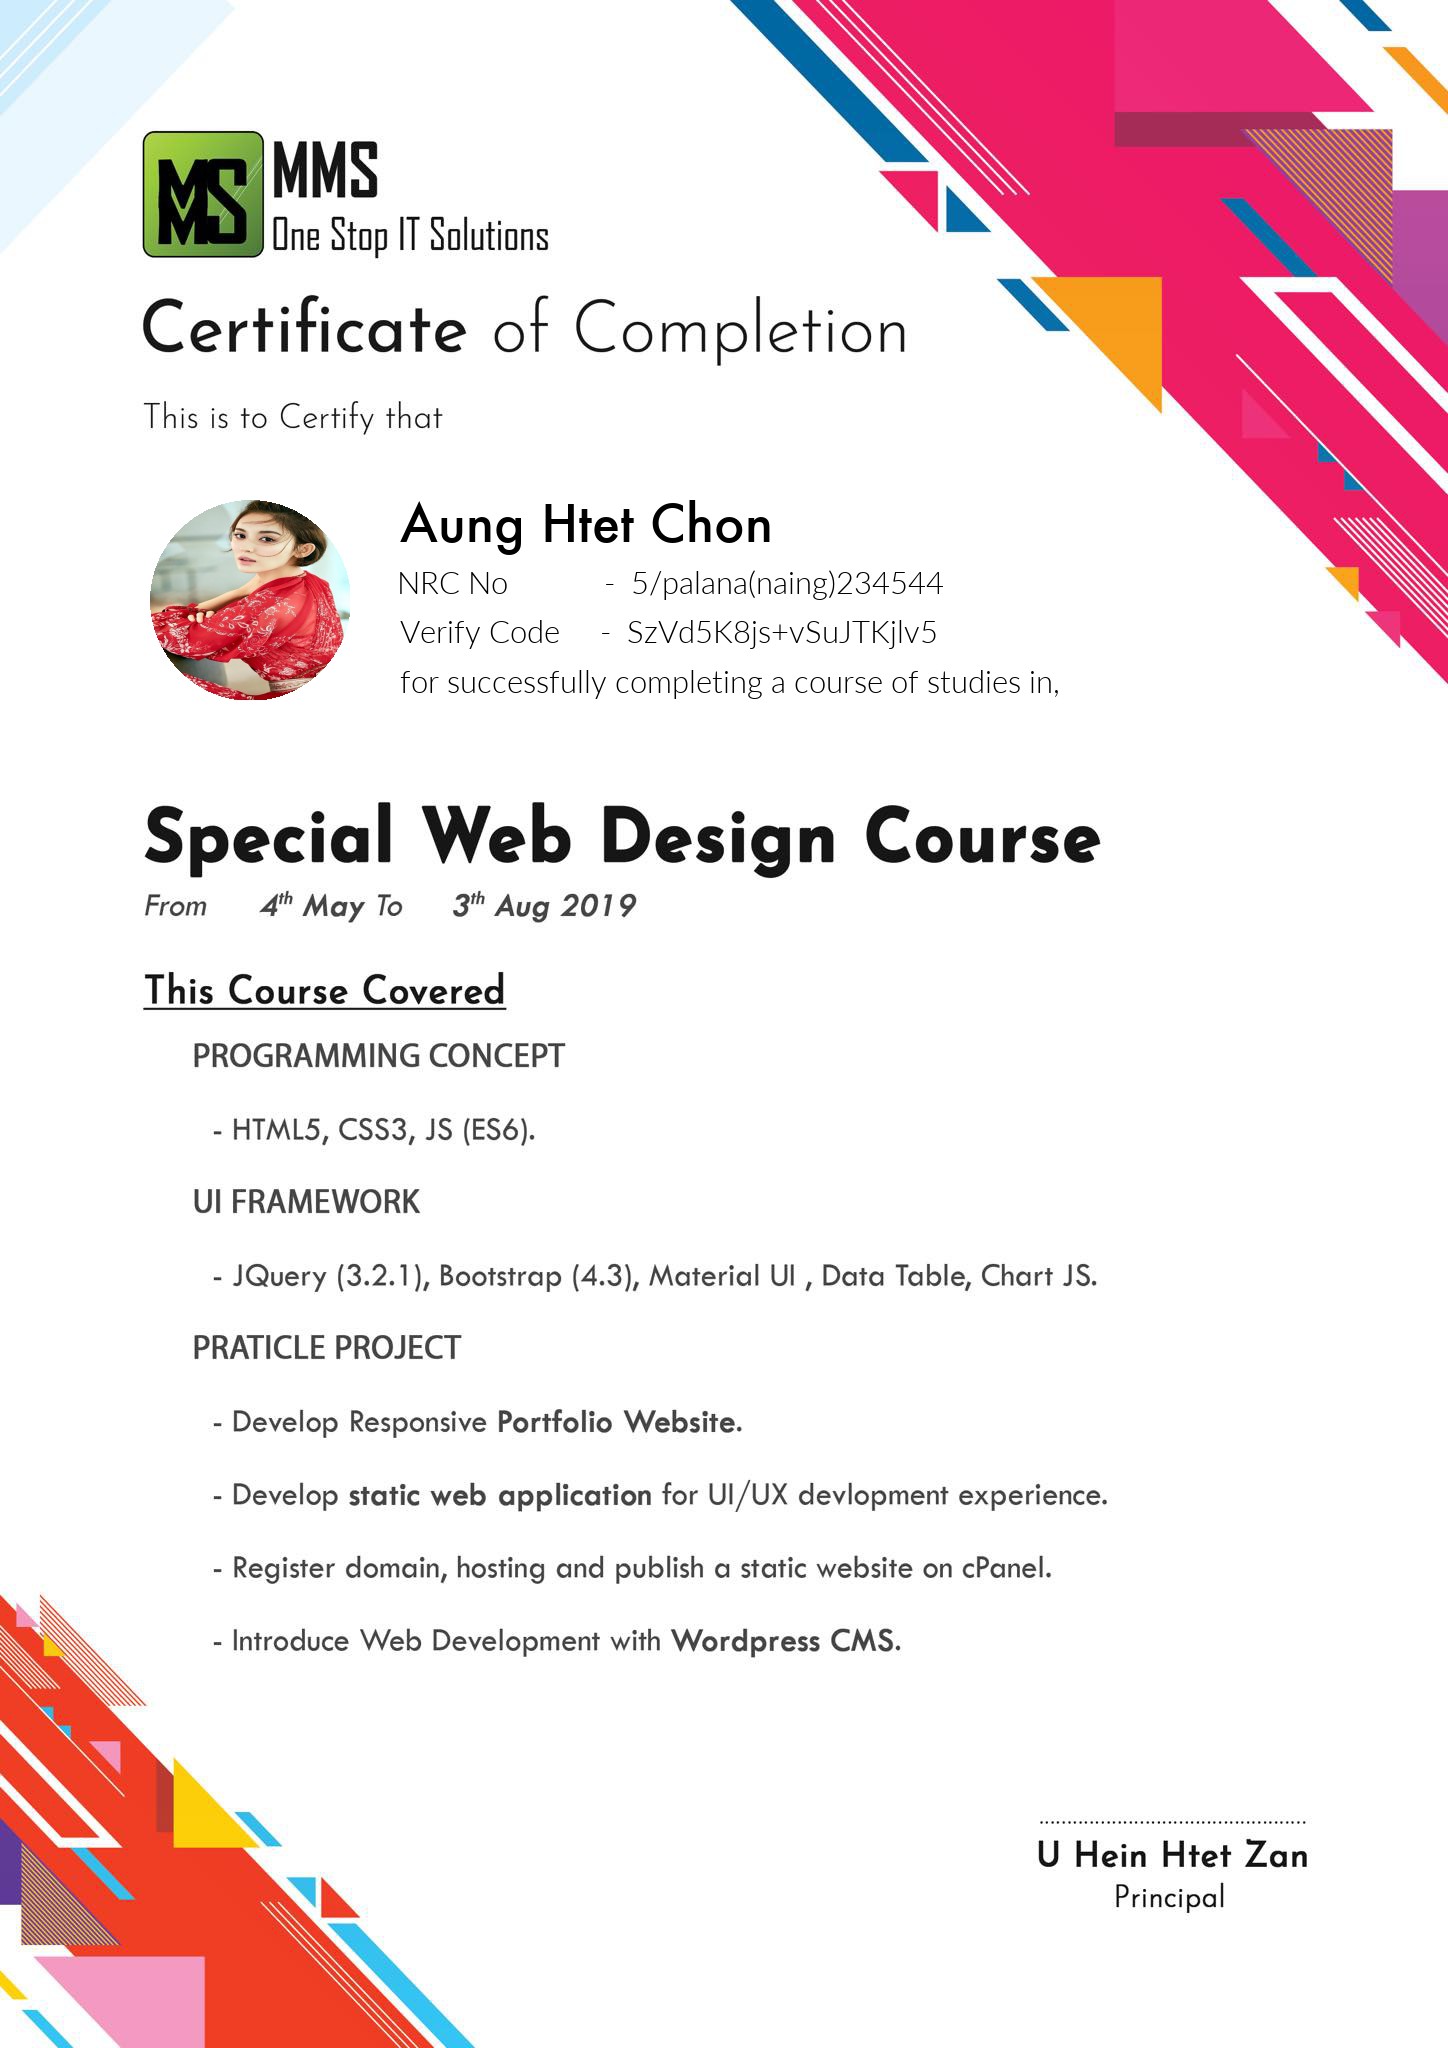 MMS
MMS
One Stop IT Solutions
Certificate of Completion
This is to Certify that
Aung Htet Chon
NRC No - 5/palana(naing)234544
Verify Code - SzVd5K8js+vSuJTKjlv5
for successfully completing a course of studies in,
Special Web Design Course
From 4th May To 3th Aug 2019
This Course Covered
PROGRAMMING CONCEPT
- HTML5, CSS3, JS (ES6).
UI FRAMEWORK
- JQuery (3.2.1), Bootstrap (4.3), Material UI , Data Table, Chart JS.
PRATICLE PROJECT
- Develop Responsive Portfolio Website.
- Develop static web application for UI/UX devlopment experience.
- Register domain, hosting and publish a static website on cPanel.
- Introduce Web Development with Wordpress CMS.
U Hein Htet Zan
Principal